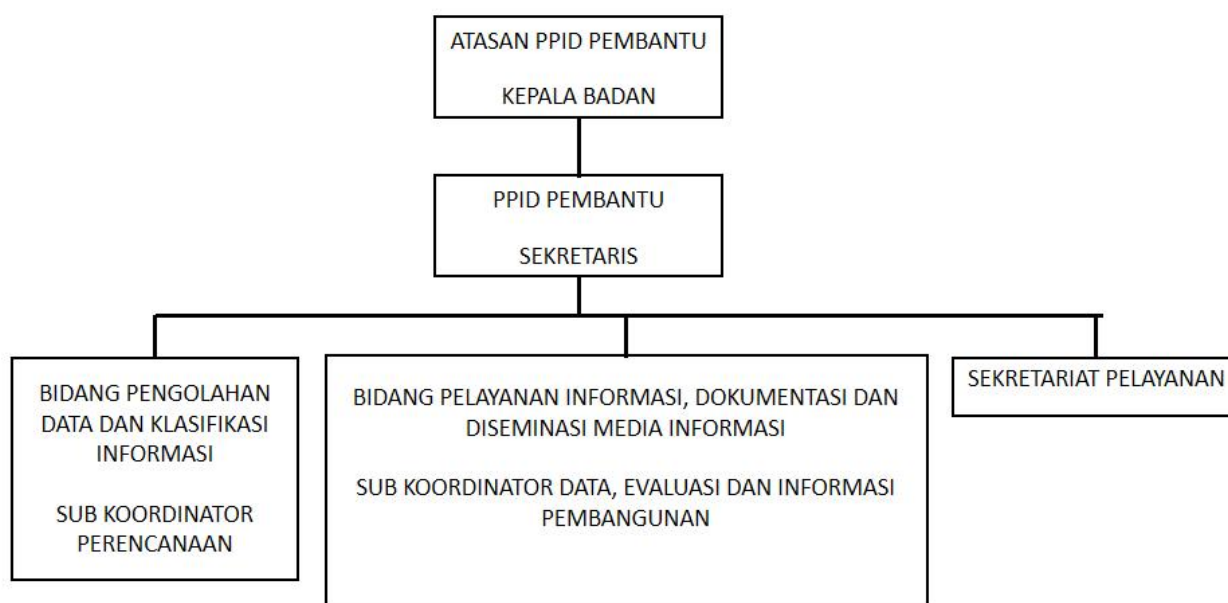 ATASAN PPID PEMBANTU
KEPALA BADAN
PPID PEMBANTU
SEKRETARIS
BIDANG PENGOLAHAN
DATA DAN KLASIFIKASI
INFORMASI
SUB KOORDINATOR
PERENCANAAN
BIDANG PELAYANAN INFORMASI, DOKUMENTASI DAN
DISEMINASI MEDIA INFORMASI
SUB KOORDINATOR DATA, EVALUASI DAN INFORMASI
PEMBANGUNAN
SEKRETARIAT PELAYANAN